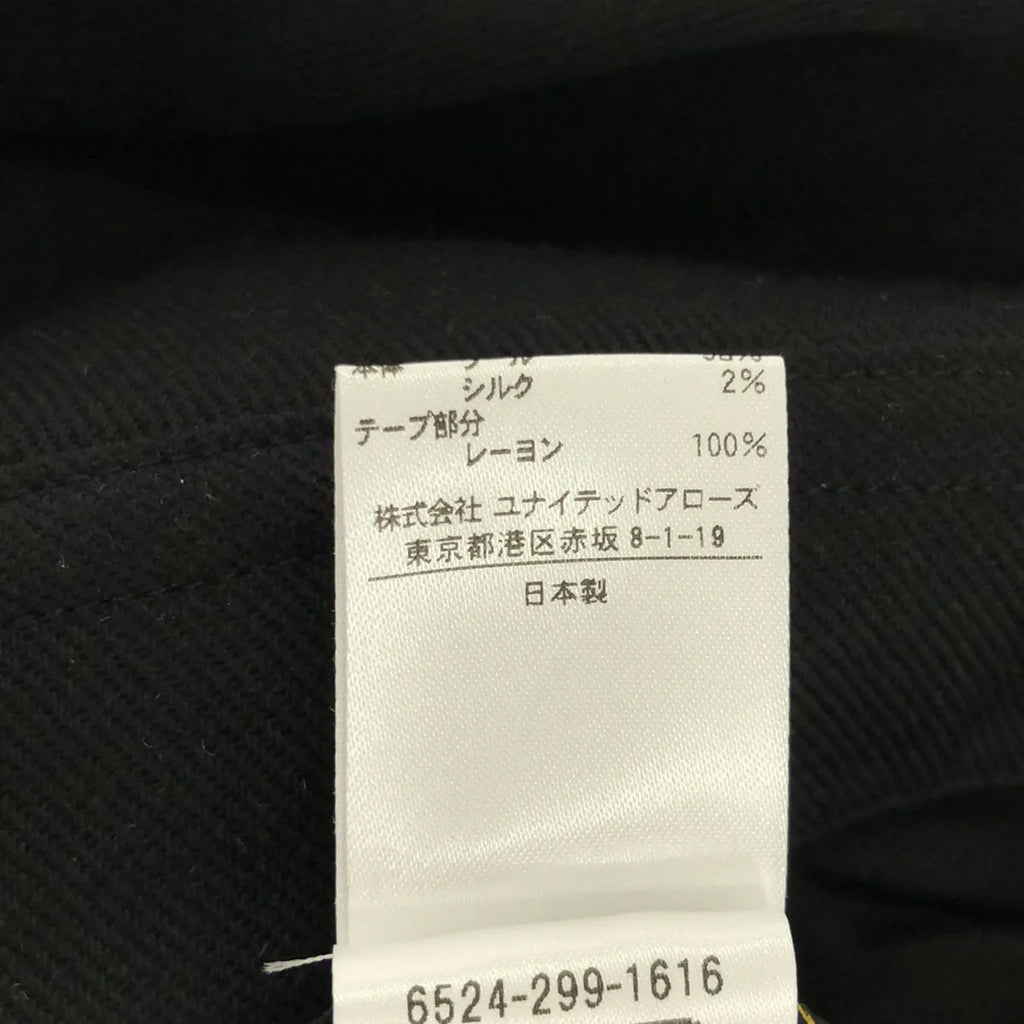 シルク 2%
テープ部分
レーヨン 100%
株式会社 ユナイテッドアローズ
東京都港区赤坂 8-1-19
日本製
6524-299-1616